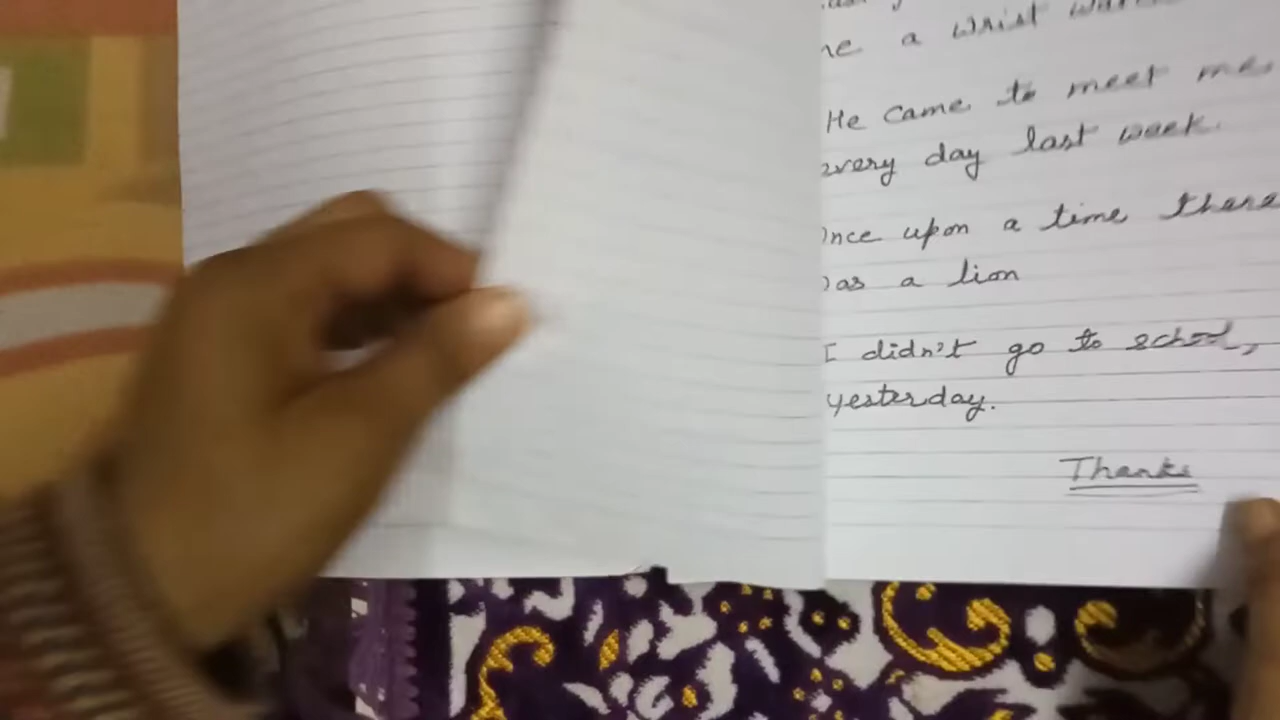 a wrist
He came to meet me
every day last week.
Once upon a time there
was a lion
I didn't go to school,
yesterday.
Thanks